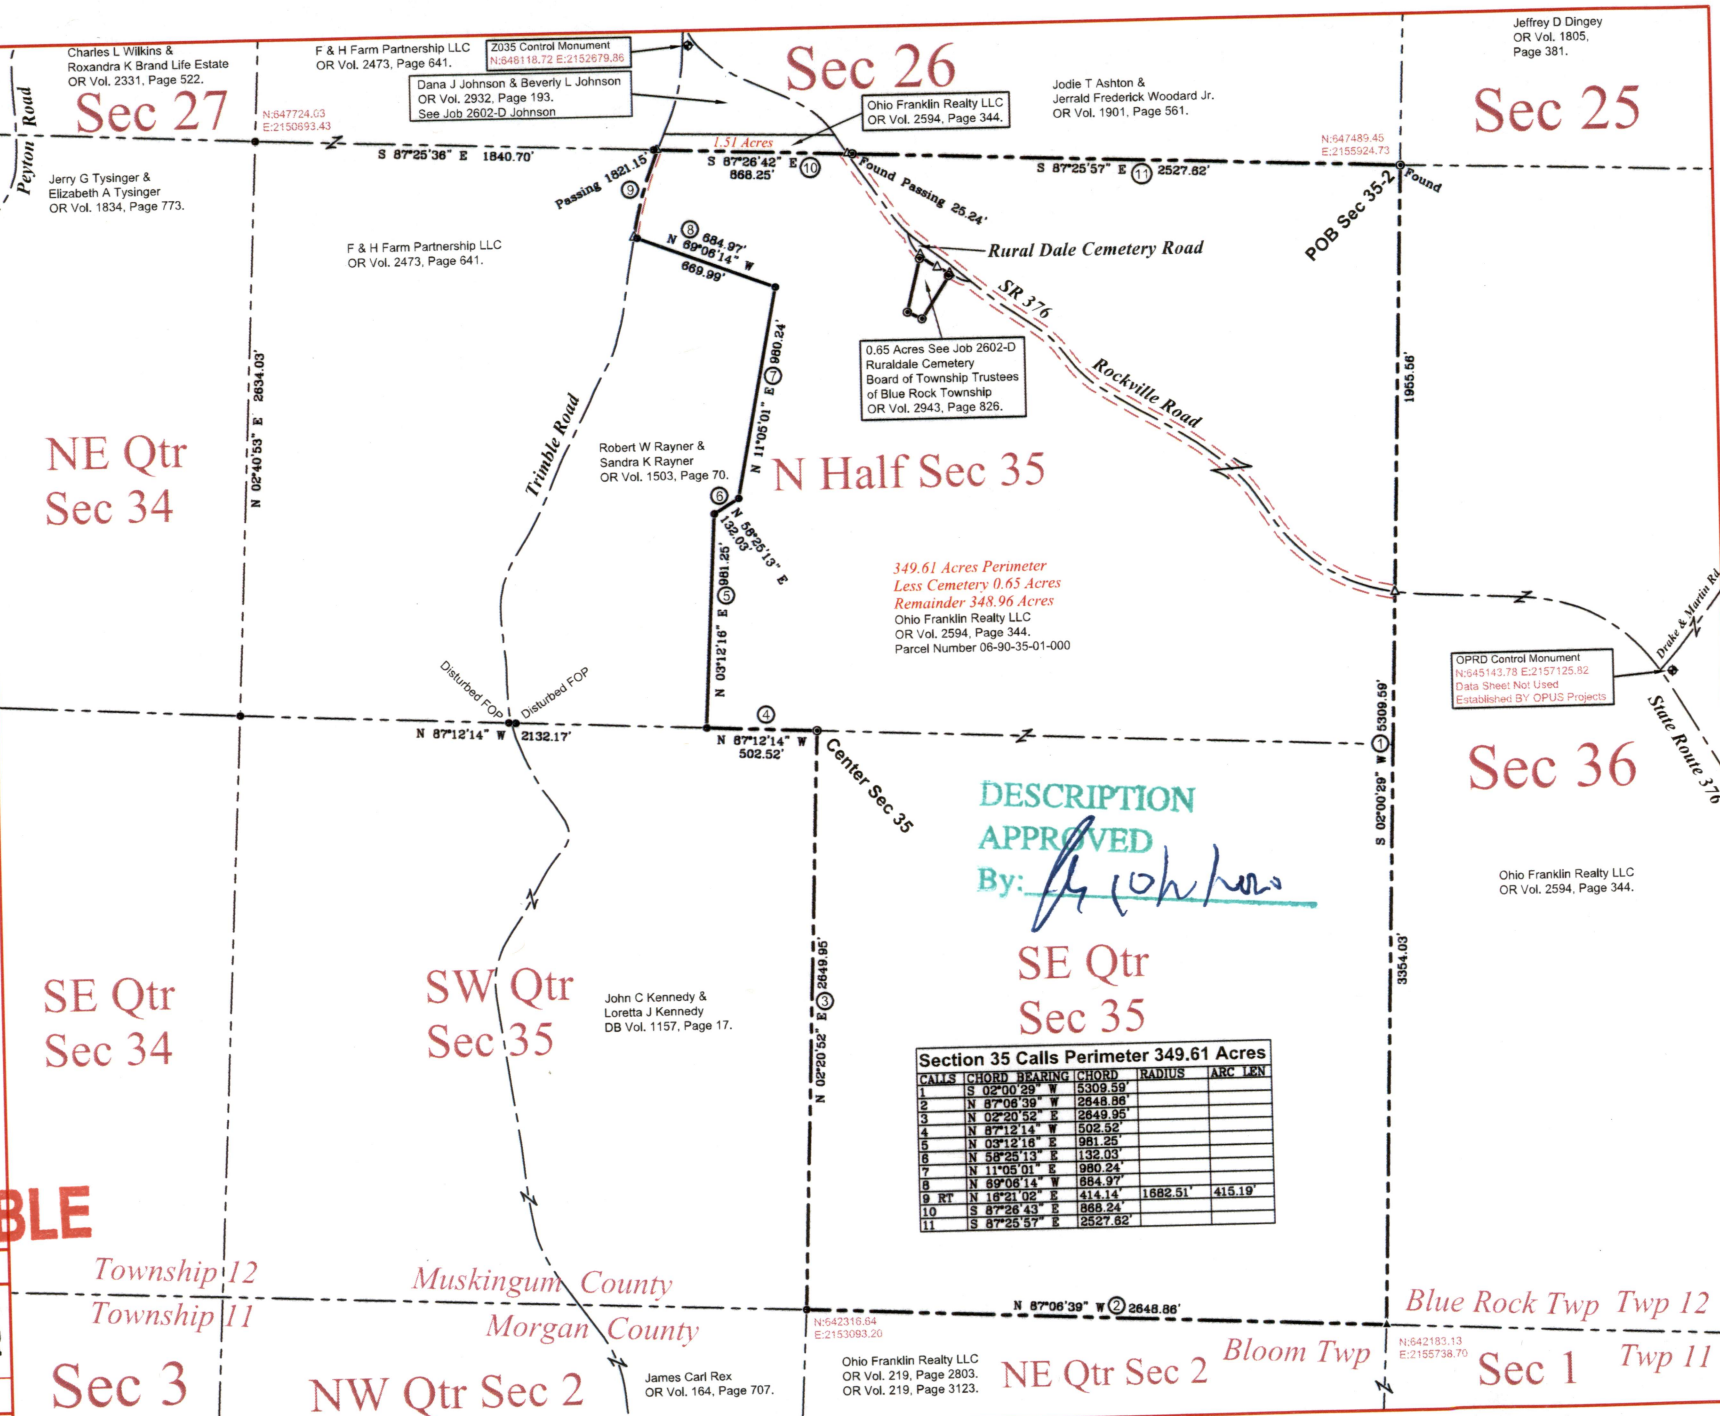 Charles L Wilkins &
Roxandra K Brand Life Estate
OR Vol. 2331, Page 522.
Sec 27
Peyton Road
F & H Farm Partnership LLC
OR Vol. 2473, Page 641.
Z035 Control Monument
N:648118.72 E:2152679.86
Dana J Johnson & Beverly L Johnson
OR Vol. 2932, Page 193.
See Job 2602-D Johnson
Sec 26
Ohio Franklin Realty LLC
OR Vol. 2594, Page 344.
Jodie T Ashton &
Jerrald Frederick Woodard Jr.
OR Vol. 1901, Page 561.
Jeffrey D Dingey
OR Vol. 1805,
Page 381.
Sec 25
N:647724.03
E:2150693.43
N:647489.45
E:2155924.73
S 87°25'36" E 1840.70'
1.51 Acres
S 87°26'42" E 10
868.25'
S 87°25'57" E 11 2527.62'
Passing 1821.15'
9
Found Passing 25.24'
Found
POB Sec 35-2
Jerry G Tysinger &
Elizabeth A Tysinger
OR Vol. 1834, Page 773.
F & H Farm Partnership LLC
OR Vol. 2473, Page 641.
8 684.97'
N 69°06'14" W
669.99'
Rural Dale Cemetery Road
SR 376
Rockville Road
0.65 Acres See Job 2602-D
Ruraldale Cemetery
Board of Township Trustees
of Blue Rock Township
OR Vol. 2943, Page 826.
N 02°40'53" E 2634.03'
NE Qtr
Sec 34
Trimble Road
Robert W Rayner &
Sandra K Rayner
OR Vol. 1503, Page 70.
N 11°05'01" E 7 980.24'
N Half Sec 35
1955.56'
6
N 58°25'13" E
132.03'
N 03°12'16" E 5 981.25'
349.61 Acres Perimeter
Less Cemetery 0.65 Acres
Remainder 348.96 Acres
Ohio Franklin Realty LLC
OR Vol. 2594, Page 344.
Parcel Number 06-90-35-01-000
Drake & Martin Rd
OPRD Control Monument
N:645143.78 E:2157125.62
Data Sheet Not Used
Established BY OPUS Projects
State Route 376
Disturbed FOP
Disturbed FOP
N 87°12'14" W 2132.17'
4
N 87°12'14" W
502.52'
Center Sec 35
S 02°00'29" W 1 5309.59'
Sec 36
DESCRIPTION
APPROVED
By:
Ohio Franklin Realty LLC
OR Vol. 2594, Page 344.
SE Qtr
Sec 34
SW Qtr
Sec 35
John C Kennedy &
Loretta J Kennedy
DB Vol. 1157, Page 17.
N 02°20'52" E 3 2649.95'
SE Qtr
Sec 35
3354.03'
Section 35 Calls Perimeter 349.61 Acres
CALLS CHORD BEARING CHORD RADIUS ARC LEN
1 S 02°00'29" W 5309.59'
2 N 87°06'39" W 2648.86'
3 N 02°20'52" E 2649.95'
4 N 87°12'14" W 502.52'
5 N 03°12'16" E 981.25'
6 N 58°25'13" E 132.03'
7 N 11°05'01" E 980.24'
8 N 69°06'14" W 684.97'
9 RT N 16°21'02" E 414.14' 1682.51' 415.19'
10 S 87°26'43" E 868.24'
11 S 87°25'57" E 2527.62'
BLE
Township 12
Township 11
Muskingum County
Morgan County
N 87°06'39" W 2 2648.86'
Blue Rock Twp Twp 12
Bloom Twp
Twp 11
N:642316.64
E:2153093.20
N:642183.13
E:2155738.70
Sec 3
NW Qtr Sec 2
James Carl Rex
OR Vol. 164, Page 707.
Ohio Franklin Realty LLC
OR Vol. 219, Page 2803.
OR Vol. 219, Page 3123.
NE Qtr Sec 2
Sec 1